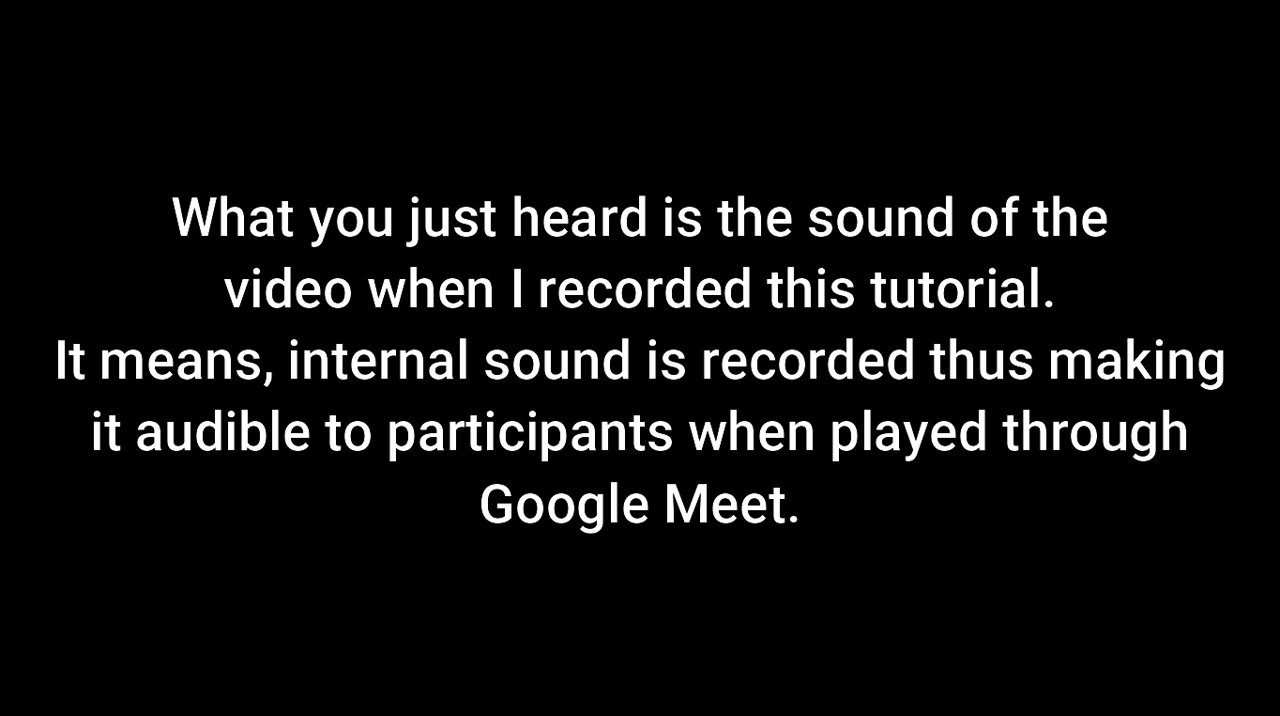 What you just heard is the sound of the
video when I recorded this tutorial.
It means, internal sound is recorded thus making
it audible to participants when played through
Google Meet.